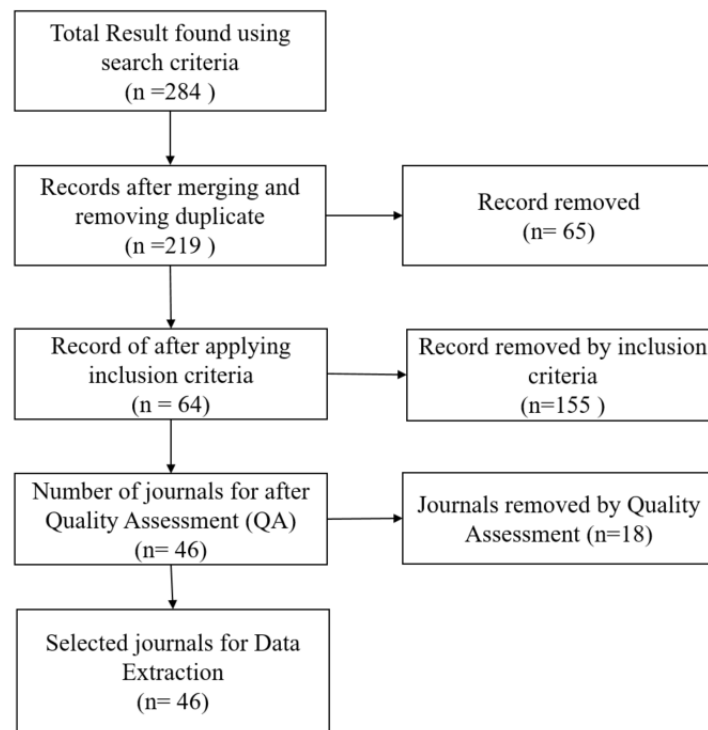 Total Result found using
search criteria
(n =284 )
Records after merging and
removing duplicate
(n =219 )
Record removed
(n= 65)
Record of after applying
inclusion criteria
(n = 64)
Record removed by inclusion
criteria
(n=155 )
Number of journals for after
Quality Assessment (QA)
(n= 46)
Journals removed by Quality
Assessment (n=18)
Selected journals for Data
Extraction
(n= 46)